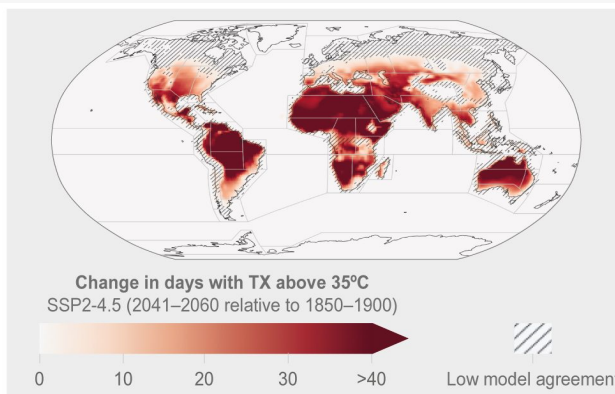 Change in days with TX above 35ºC
SSP2-4.5 (2041–2060 relative to 1850–1900)
0 10 20 30 >40
Low model agreement